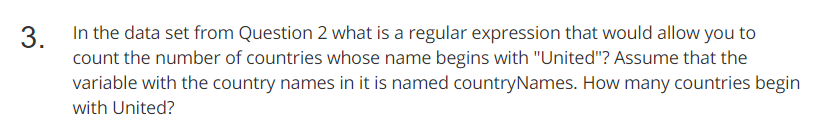 3. In the data set from Question 2 what is a regular expression that would allow you to
count the number of countries whose name begins with "United"? Assume that the
variable with the country names in it is named countryNames. How many countries begin
with United?